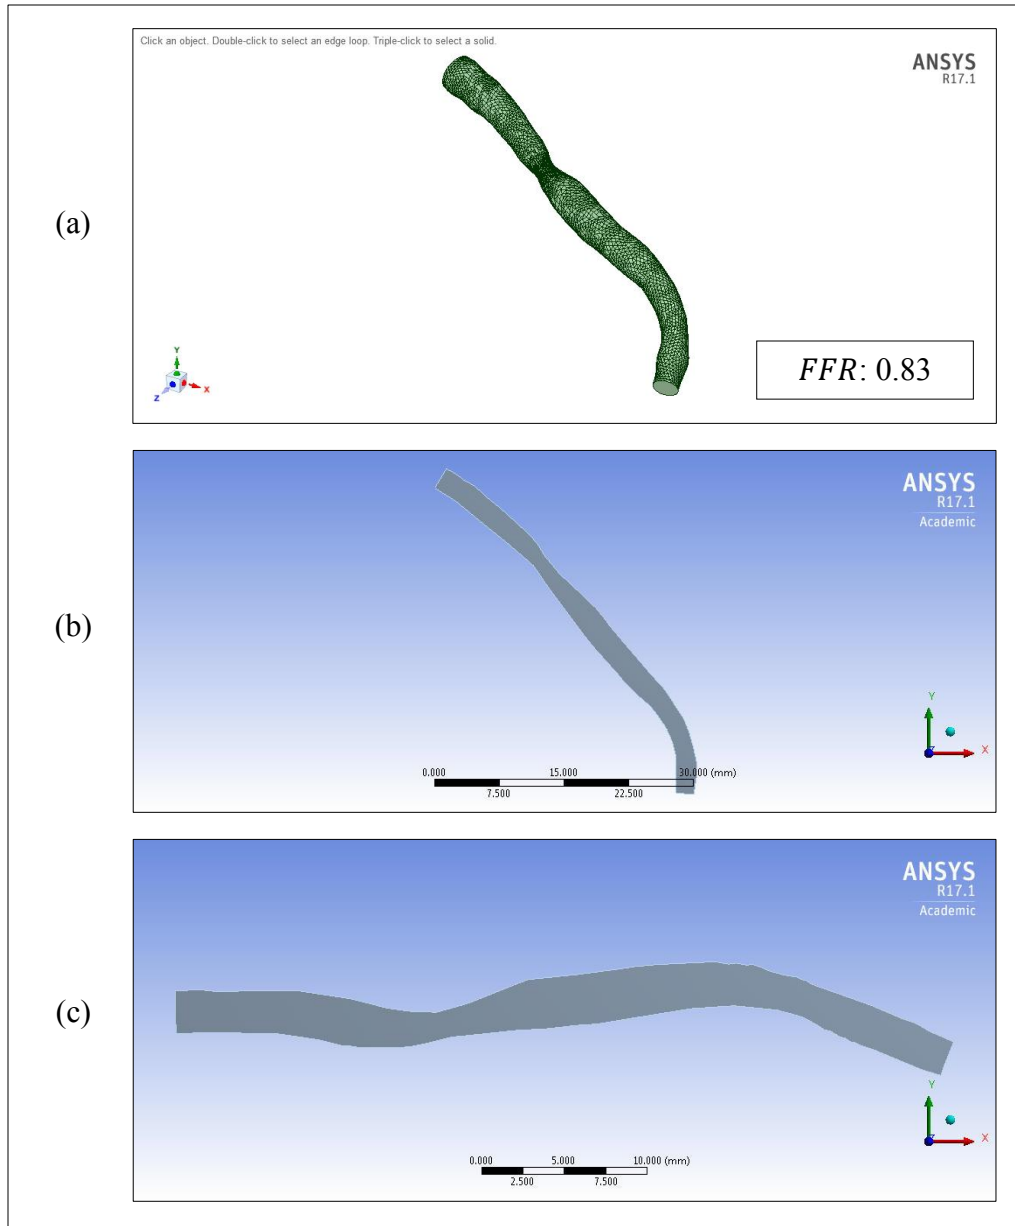 Click an object. Double-click to select an edge loop. Triple-click to select a solid.
ANSYS
R17.1
(a)
Y
X
Z
FFR: 0.83
ANSYS
R17.1
Academic
(b)
Y
X
Z
0.000 15.000 30.000 (mm)
7.500 22.500
ANSYS
R17.1
Academic
(c)
Y
X
Z
0.000 5.000 10.000 (mm)
2.500 7.500